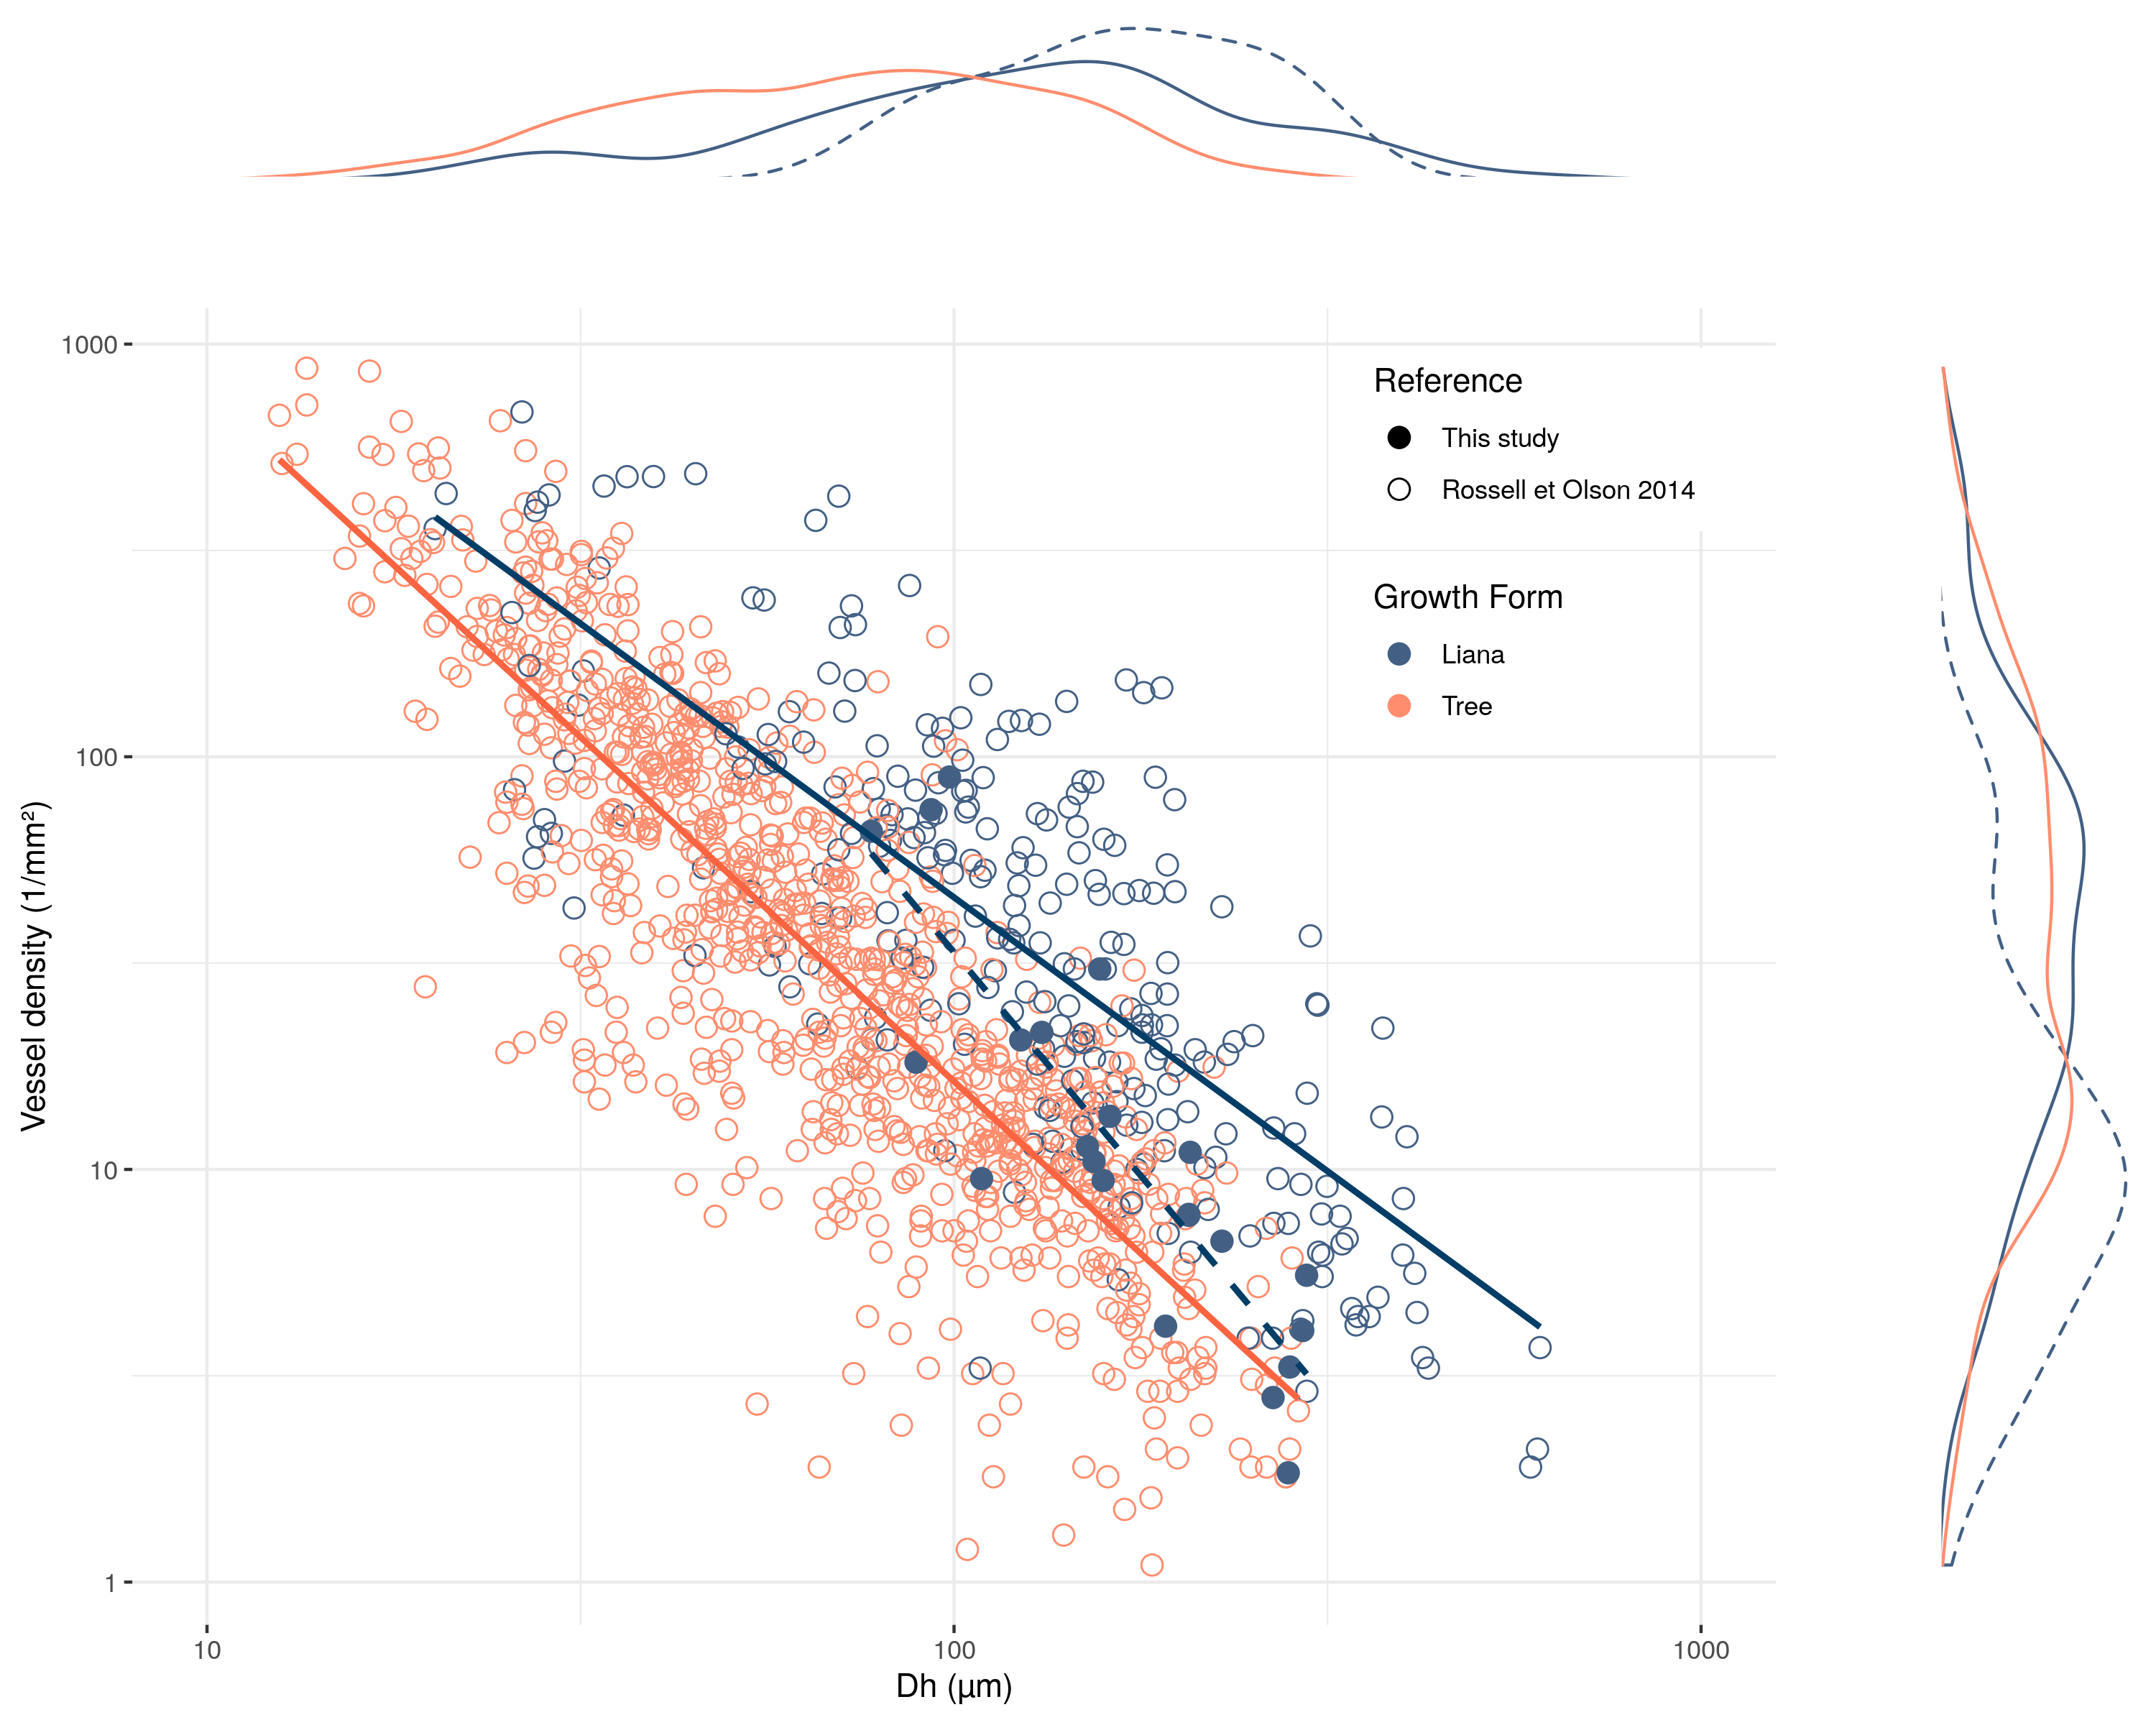 1000
100
10
1
Vessel density (1/mm²)
Reference
This study
Rossell et Olson 2014
Growth Form
Liana
Tree
10
100
1000
Dh (µm)